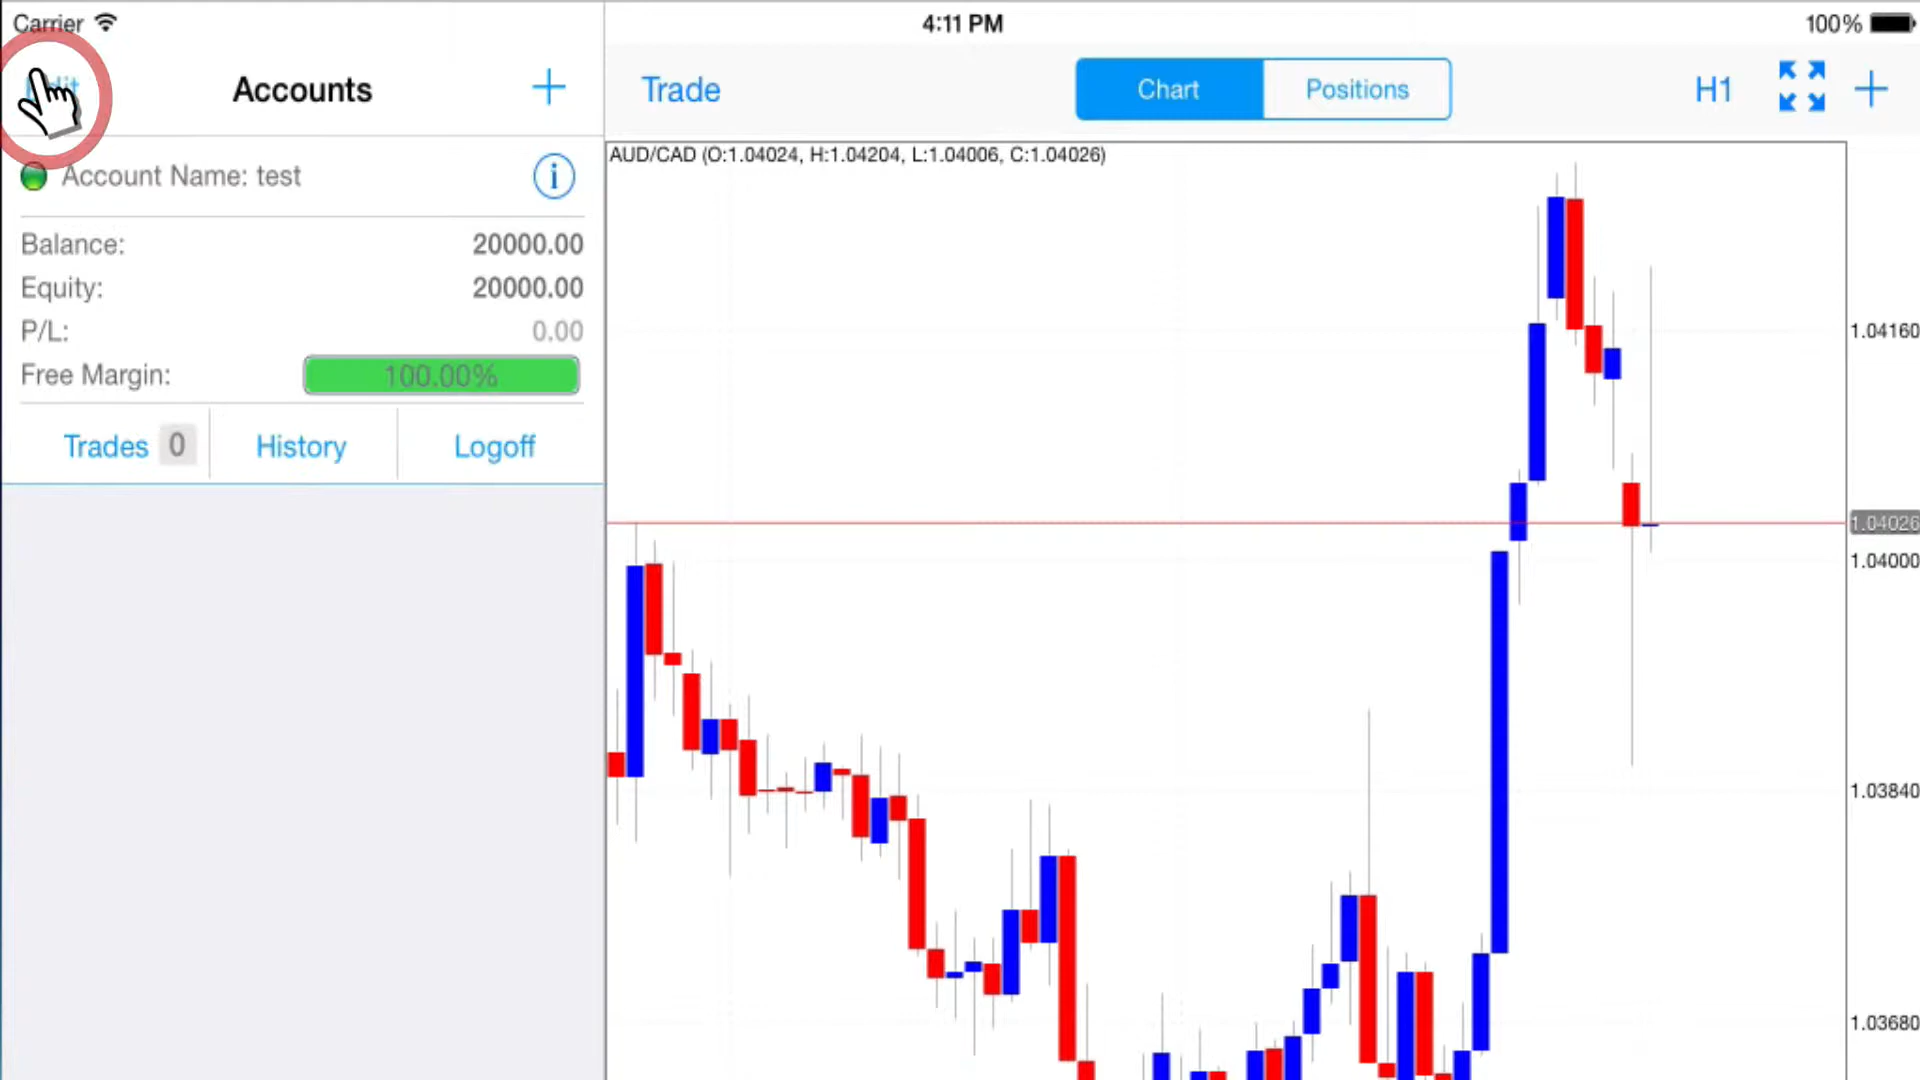 Carrier
4:11 PM
100%
Edit
Accounts
Trade
Chart
Positions
H1
Account Name: test
AUD/CAD (O:1.04024, H:1.04204, L:1.04006, C:1.04026)
Balance: 20000.00
Equity: 20000.00
P/L: 0.00
Free Margin: 100.00%
Trades 0
History
Logoff
1.04160
1.04026
1.04000
1.03840
1.03680